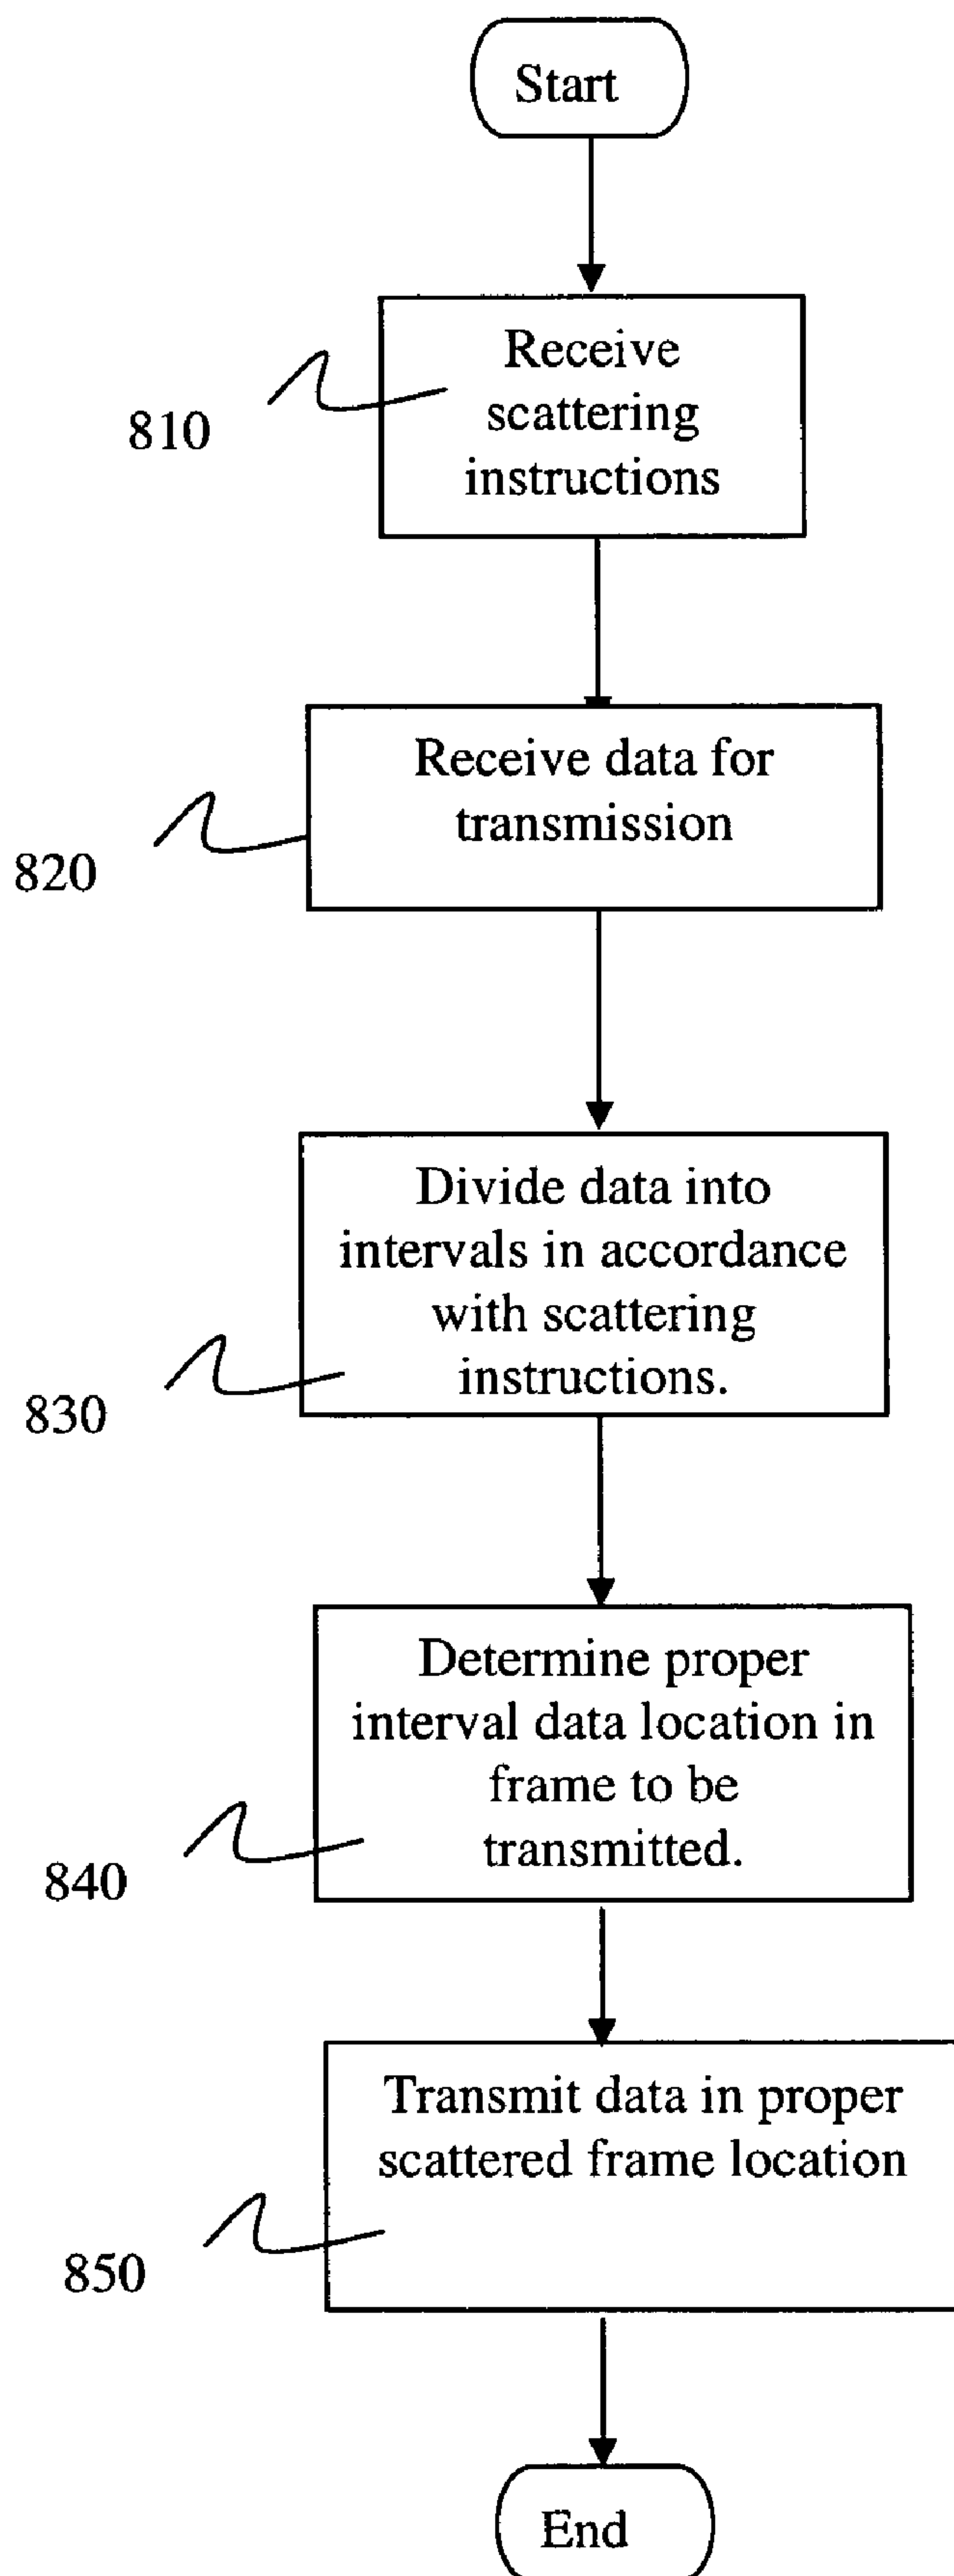 Start
Receive
scattering
instructions
810
Receive data for
transmission
820
Divide data into
intervals in accordance
with scattering
instructions.
830
Determine proper
interval data location in
frame to be
transmitted.
840
Transmit data in proper
scattered frame location
850
End